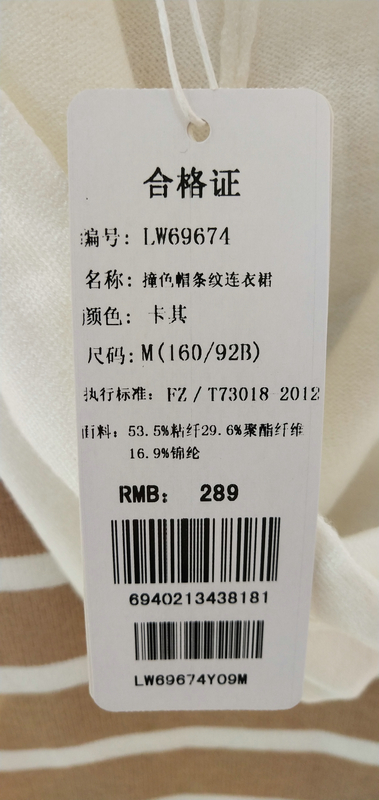 合格证
编号: LW69674
名称: 撞色帽条纹连衣裙
颜色: 卡其
尺码: M(160/92B)
执行标准: FZ/T73018-2012
面料: 53.5%粘纤29.6%聚酯纤维
16.9%锦纶
RMB: 289
6940213438181
LW69674Y09M